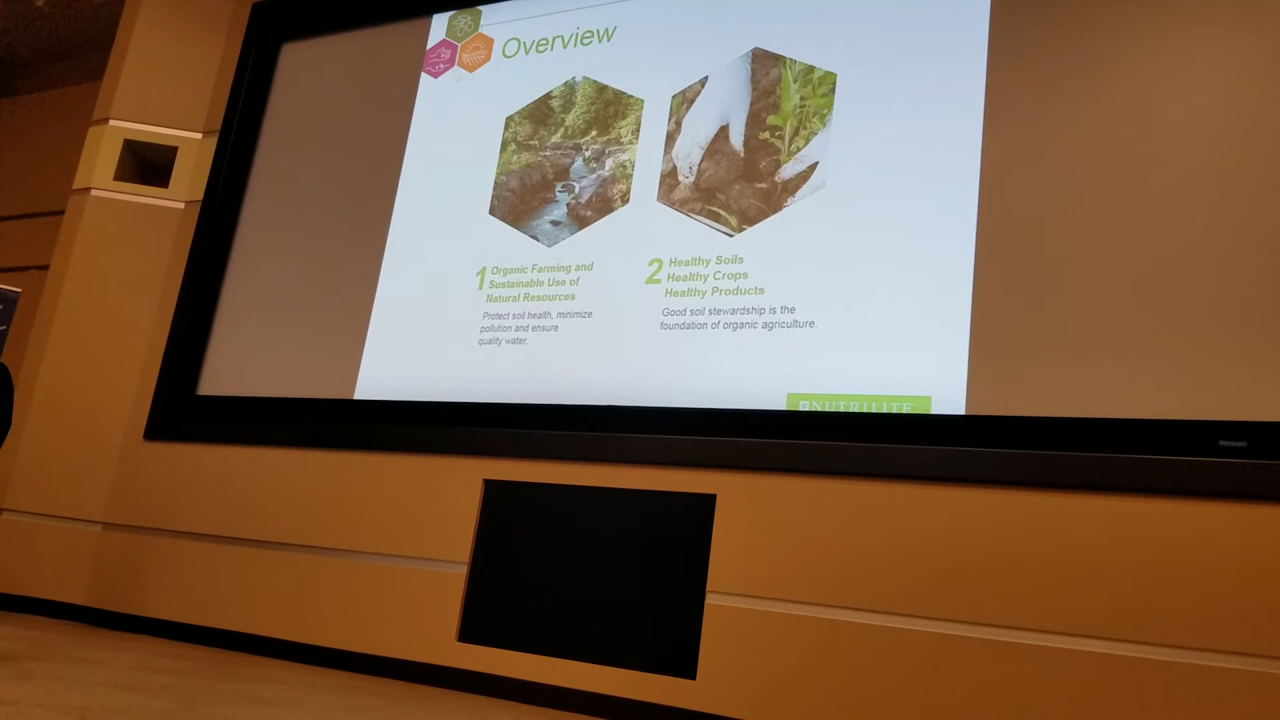 Overview
1 Organic Farming and
Sustainable Use of
Natural Resources
Protect soil health, minimize
pollution and ensure
quality water.
2 Healthy Soils
Healthy Crops
Healthy Products
Good soil stewardship is the
foundation of organic agriculture.
NUTRILITE